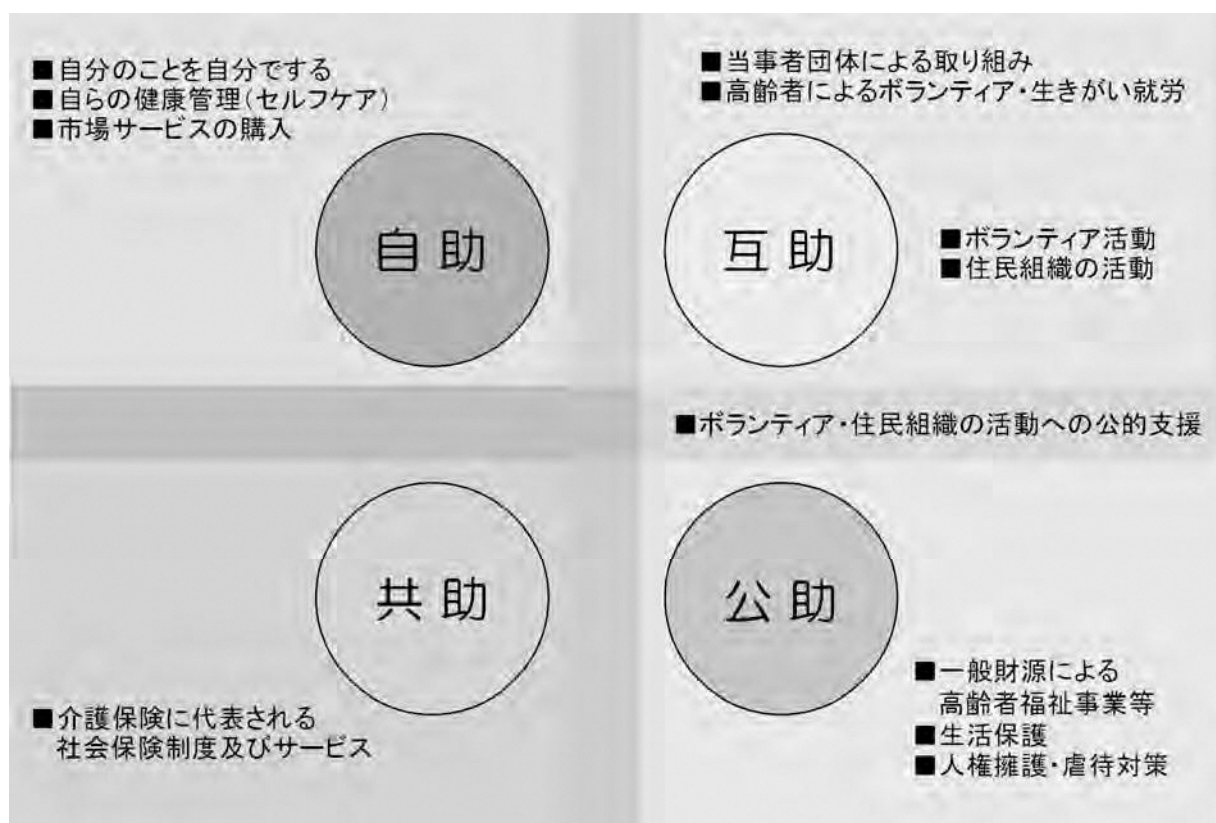 ■自分のことを自分でする
■自らの健康管理(セルフケア)
■市場サービスの購入
自助
■当事者団体による取り組み
■高齢者によるボランティア・生きがい就労
互助
■ボランティア活動
■住民組織の活動
■ボランティア・住民組織の活動への公的支援
共助
■介護保険に代表される
社会保険制度及びサービス
公助
■一般財源による
高齢者福祉事業等
■生活保護
■人権擁護・虐待対策